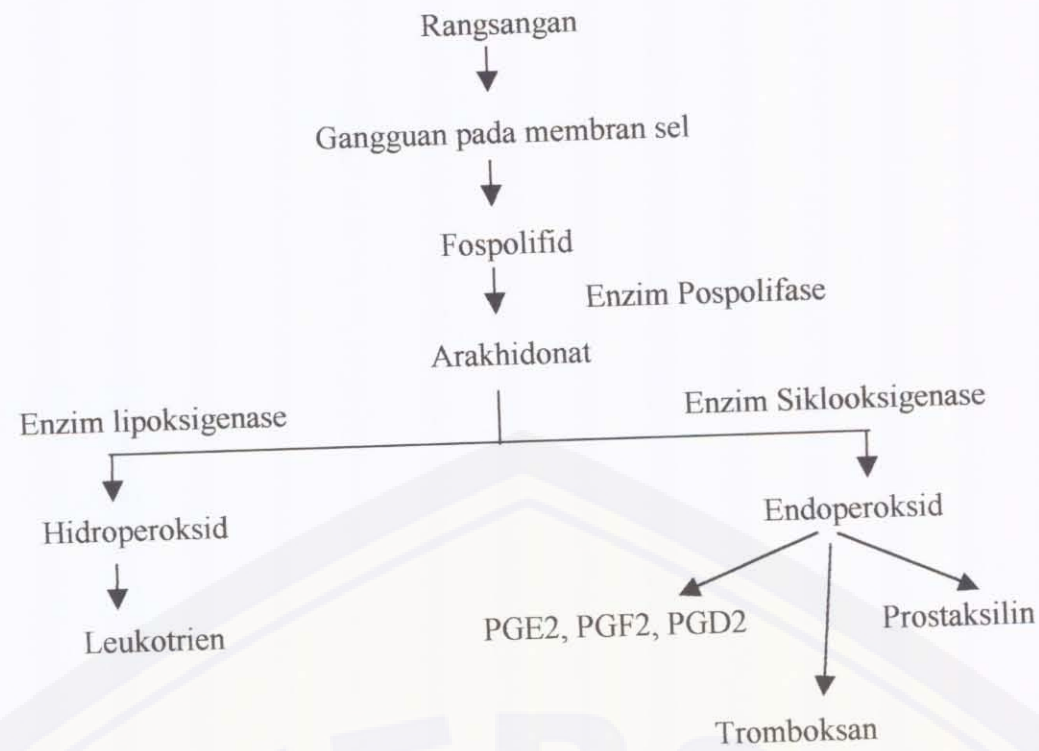 Rangsangan
Gangguan pada membran sel
Fospolifid
Enzim Pospolifase
Arakhidonat
Enzim lipoksigenase
Enzim Siklooksigenase
Hidroperoksid
Endoperoksid
Leukotrien
PGE2, PGF2, PGD2
Prostaksilin
Tromboksan